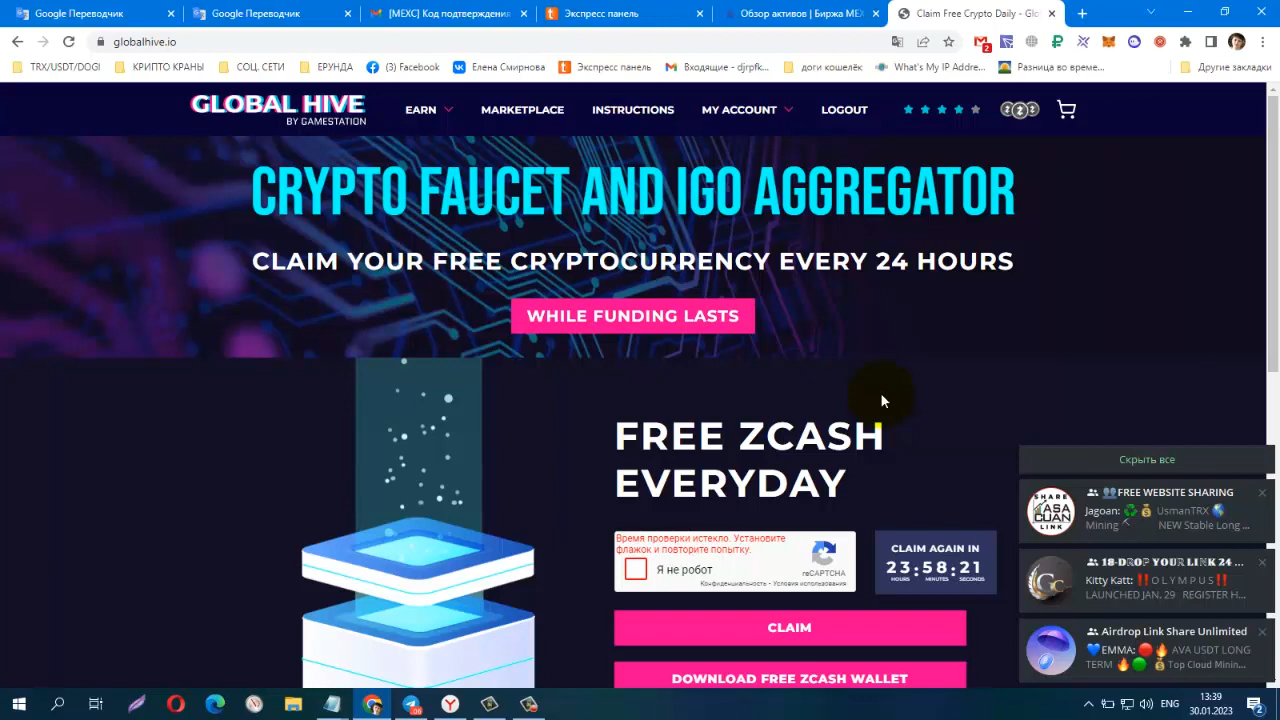 Google Переводчик
Google Переводчик
[MEXC] Код подтверждения
Экспресс панель
Обзор активов | Биржа ME
Claim Free Crypto Daily - Glo
globalhive.io
2
TRX/USDT/DOGI
КРИПТО КРАНЫ
СОЦ. СЕТИ
ЕРУНДА
(3) Facebook
Елена Смирнова
Экспресс панель
Входящие - djrpfk...
доги кошелёк
What's My IP Addre...
Разница во време...
Другие закладки
GLOBAL HIVE
BY GAMESTATION
EARN
MARKETPLACE
INSTRUCTIONS
MY ACCOUNT
LOGOUT
CRYPTO FAUCET AND IGO AGGREGATOR
CLAIM YOUR FREE CRYPTOCURRENCY EVERY 24 HOURS
WHILE FUNDING LASTS
FREE ZCASH
EVERYDAY
Время проверки истекло. Установите
флажок и повторите попытку.
Я не робот
reCAPTCHA
Конфиденциальность - Условия использования
CLAIM AGAIN IN
23:58:21
HOURS MINUTES SECONDS
CLAIM
DOWNLOAD FREE ZCASH WALLET
Скрыть все
SHARE
ASA
CUAN
LINK
FREE WEBSITE SHARING
Jagoan: UsmanTRX
Mining NEW Stable Long ...
18-DROP YOUR LINK 24 ...
Kitty Katt: OLYMPUS
LAUNCHED JAN. 29 REGISTER H...
Airdrop Link Share Unlimited
EMMA: AVA USDT LONG
TERM Top Cloud Minin...
ENG
13:39
30.01.2023
2